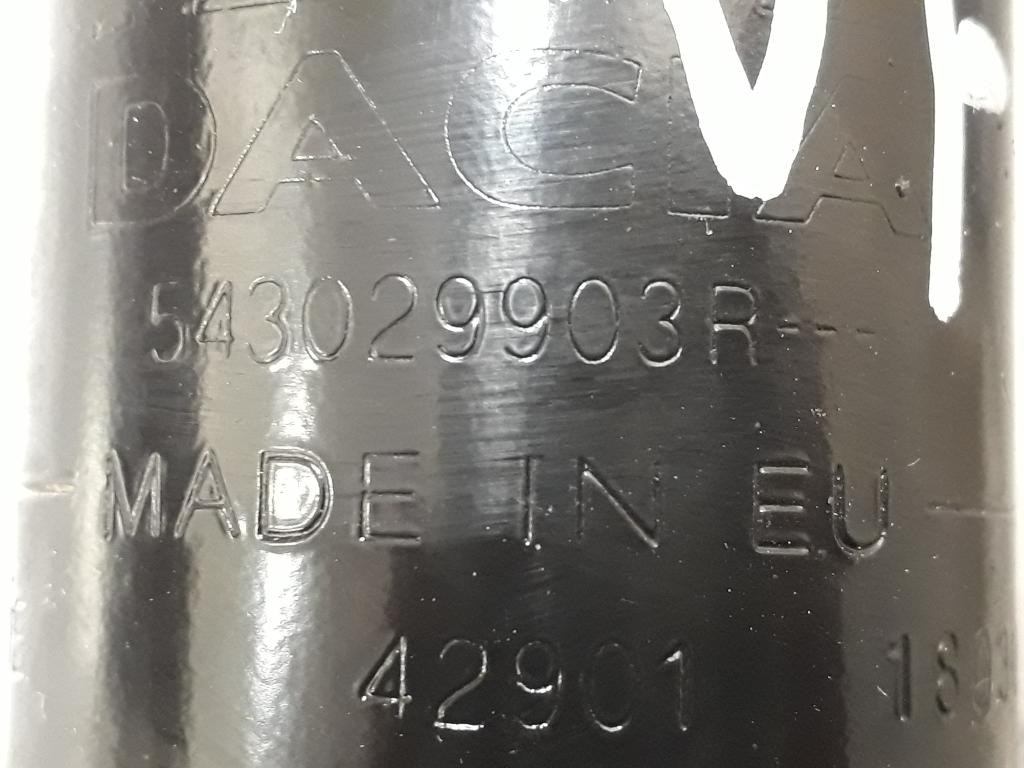 DACIA
543029903R---
MADE IN EU
42901